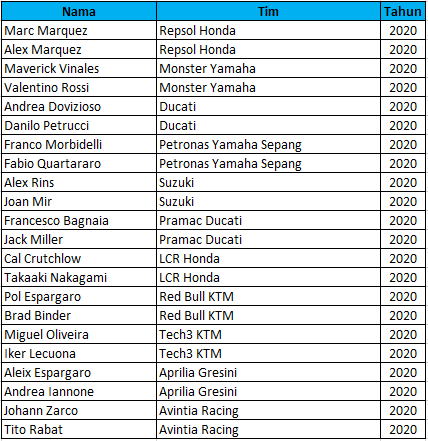 Nama Tim Tahun
Marc Marquez Repsol Honda 2020
Alex Marquez Repsol Honda 2020
Maverick Vinales Monster Yamaha 2020
Valentino Rossi Monster Yamaha 2020
Andrea Dovizioso Ducati 2020
Danilo Petrucci Ducati 2020
Franco Morbidelli Petronas Yamaha Sepang 2020
Fabio Quartararo Petronas Yamaha Sepang 2020
Alex Rins Suzuki 2020
Joan Mir Suzuki 2020
Francesco Bagnaia Pramac Ducati 2020
Jack Miller Pramac Ducati 2020
Cal Crutchlow LCR Honda 2020
Takaaki Nakagami LCR Honda 2020
Pol Espargaro Red Bull KTM 2020
Brad Binder Red Bull KTM 2020
Miguel Oliveira Tech3 KTM 2020
Iker Lecuona Tech3 KTM 2020
Aleix Espargaro Aprilia Gresini 2020
Andrea Iannone Aprilia Gresini 2020
Johann Zarco Avintia Racing 2020
Tito Rabat Avintia Racing 2020